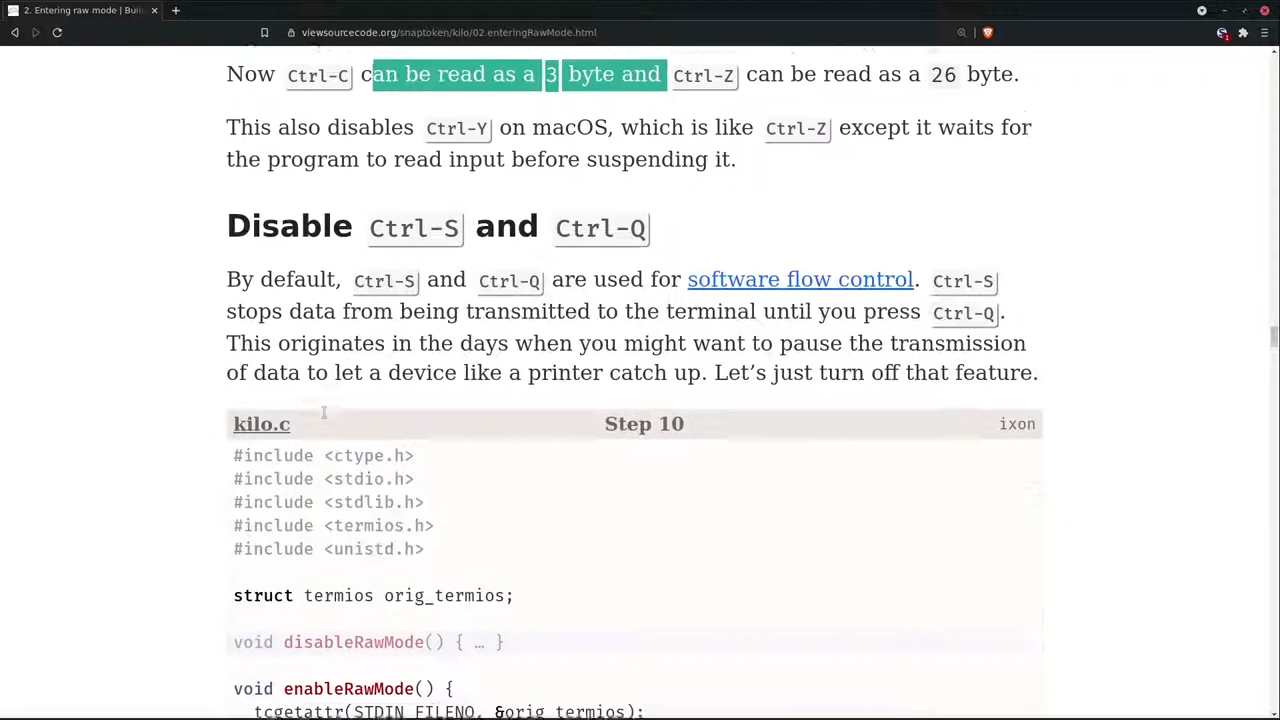 2. Entering raw mode | Buil
viewsourcecode.org/snaptoken/kilo/02.enteringRawMode.html
Now Ctrl-C can be read as a 3 byte and Ctrl-Z can be read as a 26 byte.
This also disables Ctrl-Y on macOS, which is like Ctrl-Z except it waits for
the program to read input before suspending it.
Disable Ctrl-S and Ctrl-Q
By default, Ctrl-S and Ctrl-Q are used for software flow control. Ctrl-S
stops data from being transmitted to the terminal until you press Ctrl-Q.
This originates in the days when you might want to pause the transmission
of data to let a device like a printer catch up. Let’s just turn off that feature.
kilo.c Step 10 ixon
#include <ctype.h>
#include <stdio.h>
#include <stdlib.h>
#include <termios.h>
#include <unistd.h>
struct termios orig_termios;
void disableRawMode() { … }
void enableRawMode() {
tcgetattr(STDIN_FILENO, &orig_termios);